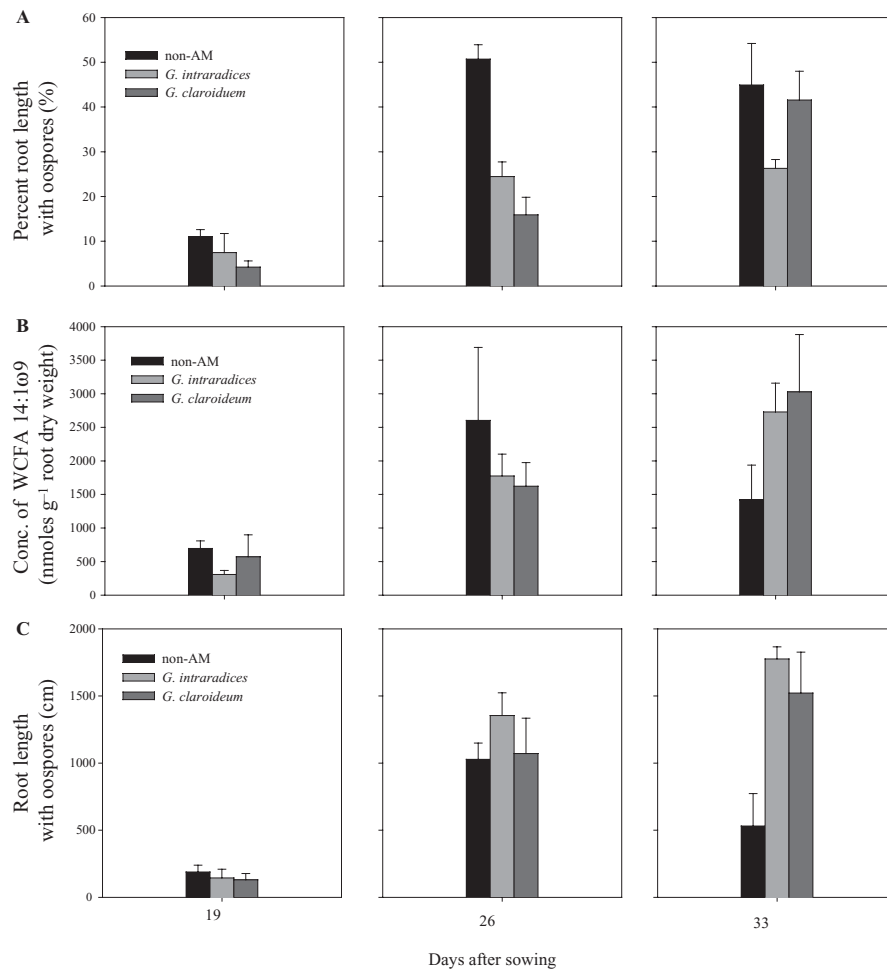 A
Percent root length
with oospores (%)
60
50
40
30
20
10
0
non-AM
G. intraradices
G. claroiduem
B
Conc. of WCFA 14:1ω9
(nmoles g⁻¹ root dry weight)
4000
3500
3000
2500
2000
1500
1000
500
0
non-AM
G. intraradices
G. claroideum
C
Root length
with oospores (cm)
2000
1500
1000
500
0
non-AM
G. intraradices
G. claroideum
19
26
33
Days after sowing